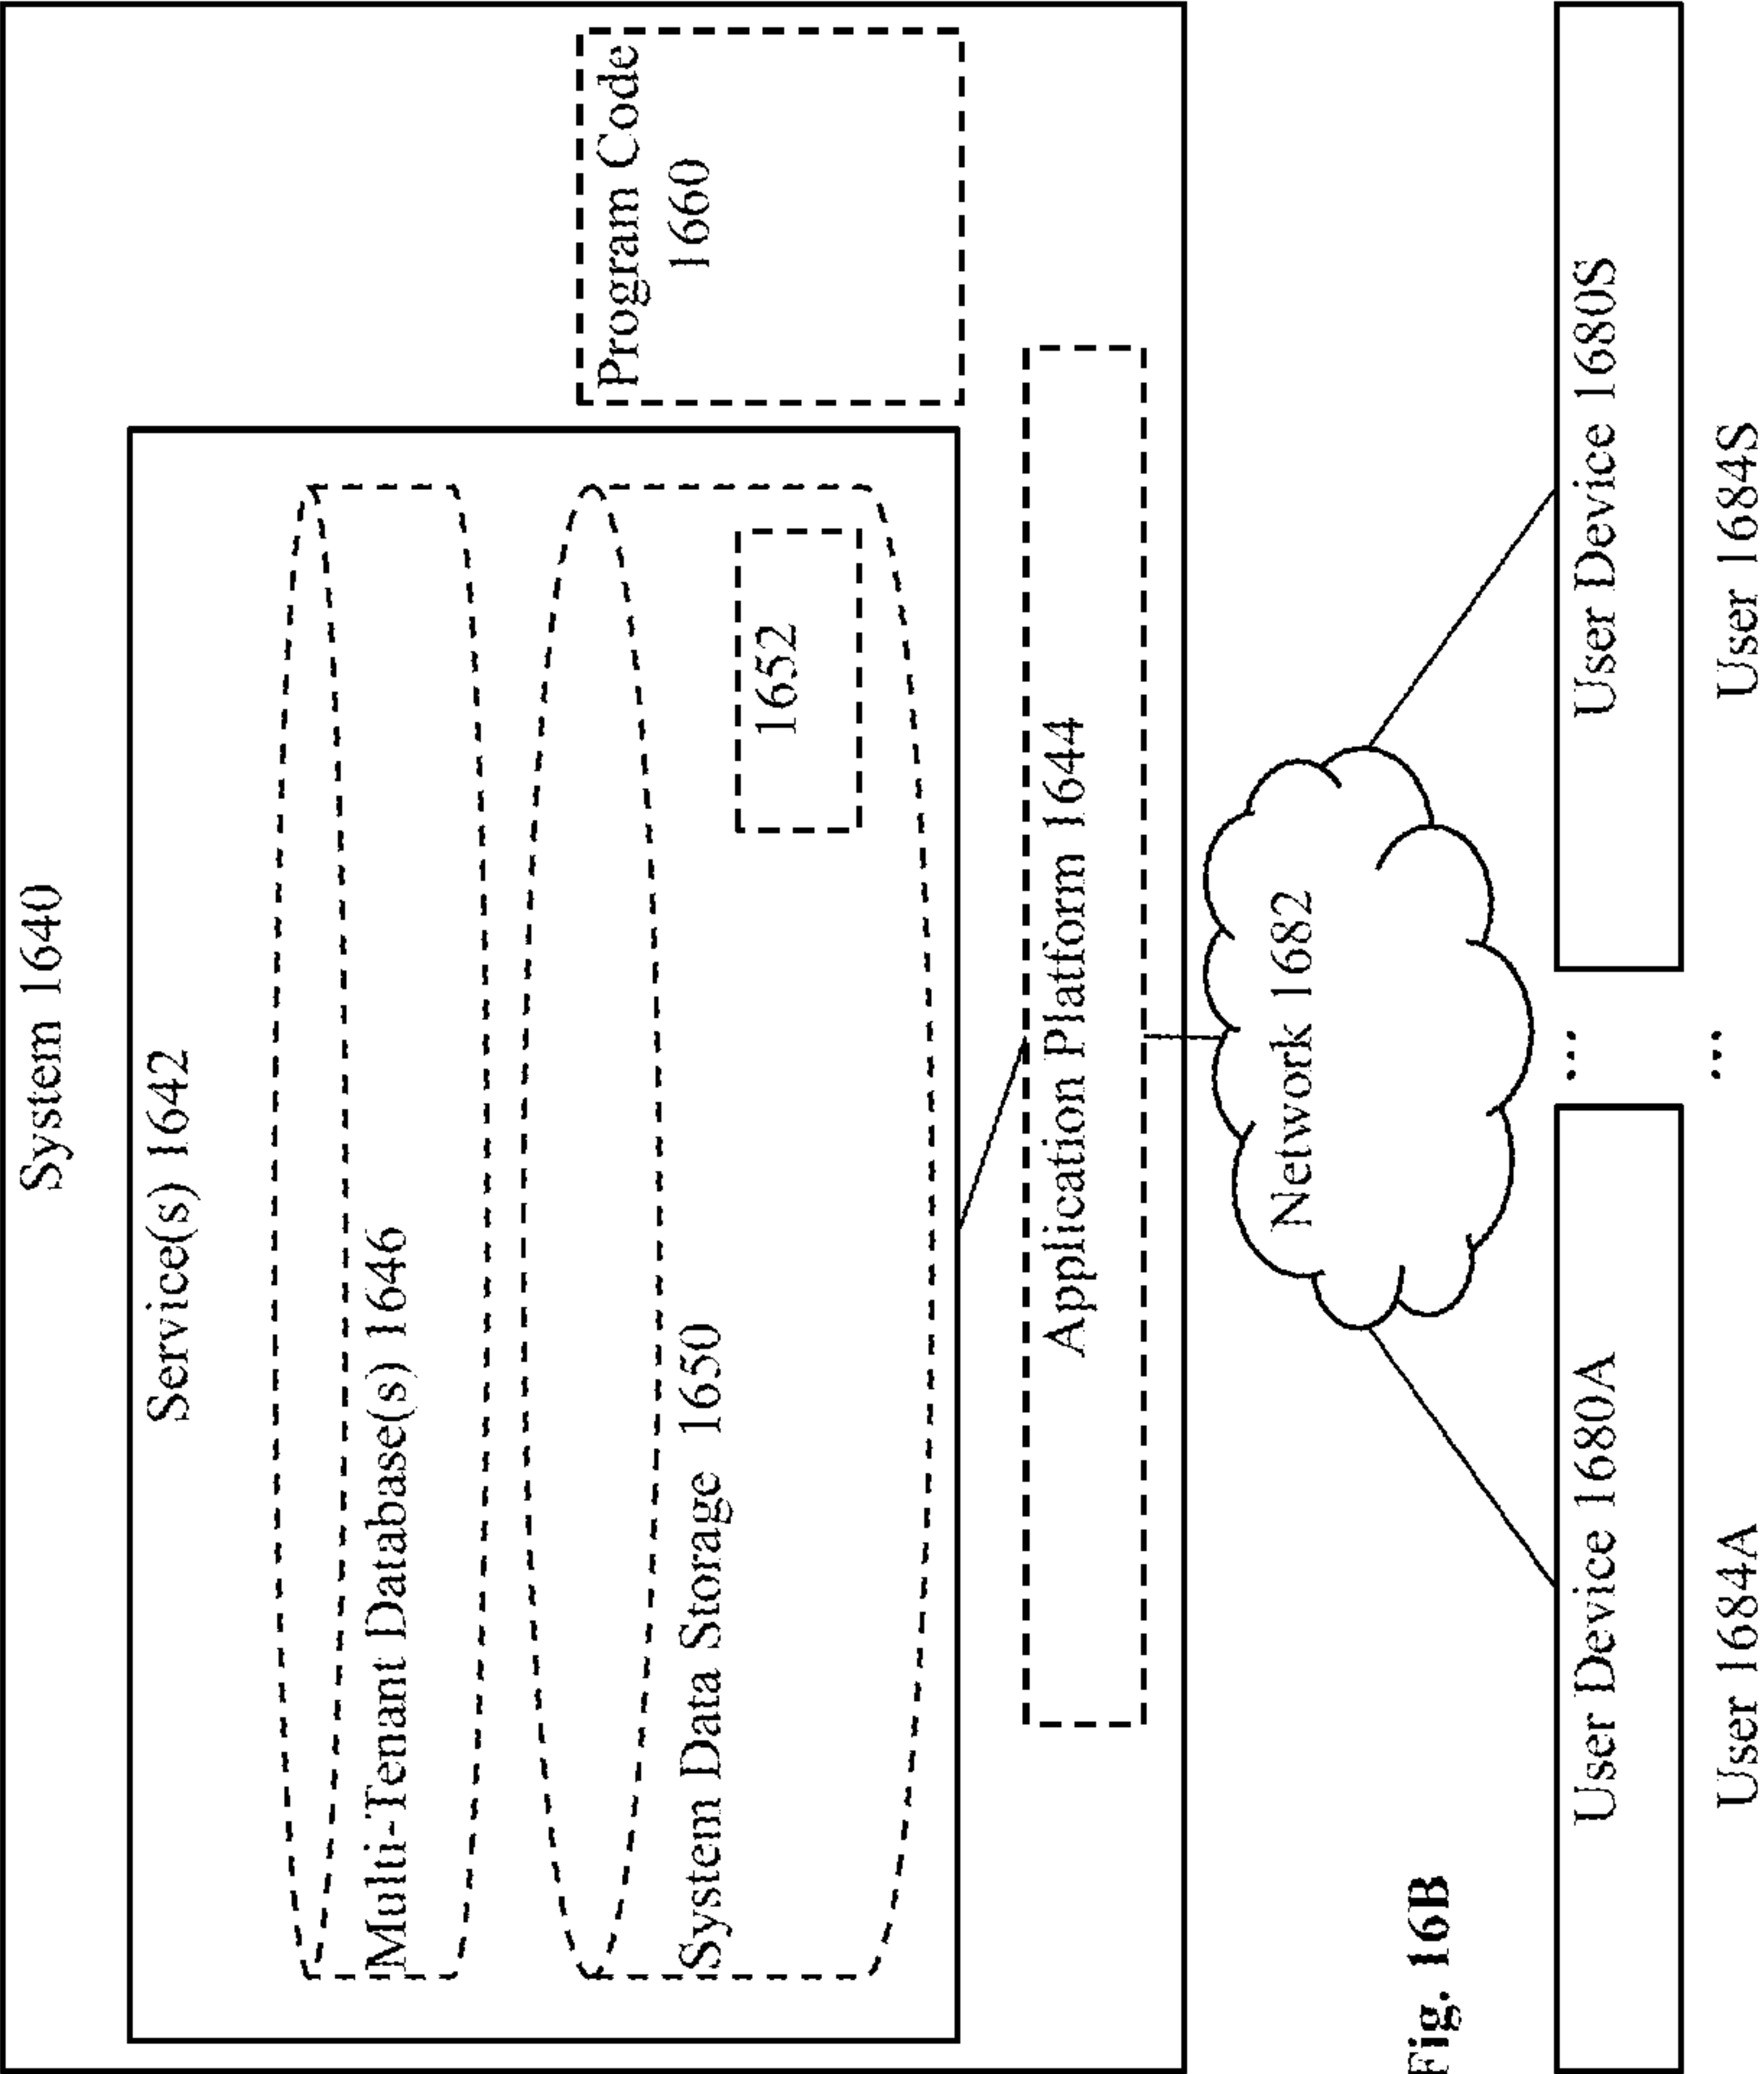 System 1640
Service(s) 1642
Multi-Tenant Database(s) 1646
System Data Storage 1650
1652
Program Code
1660
Application Platform 1644
Network 1682
User Device 1680A
...
User Device 1680S
User 1684A
...
User 1684S
Fig. 16B